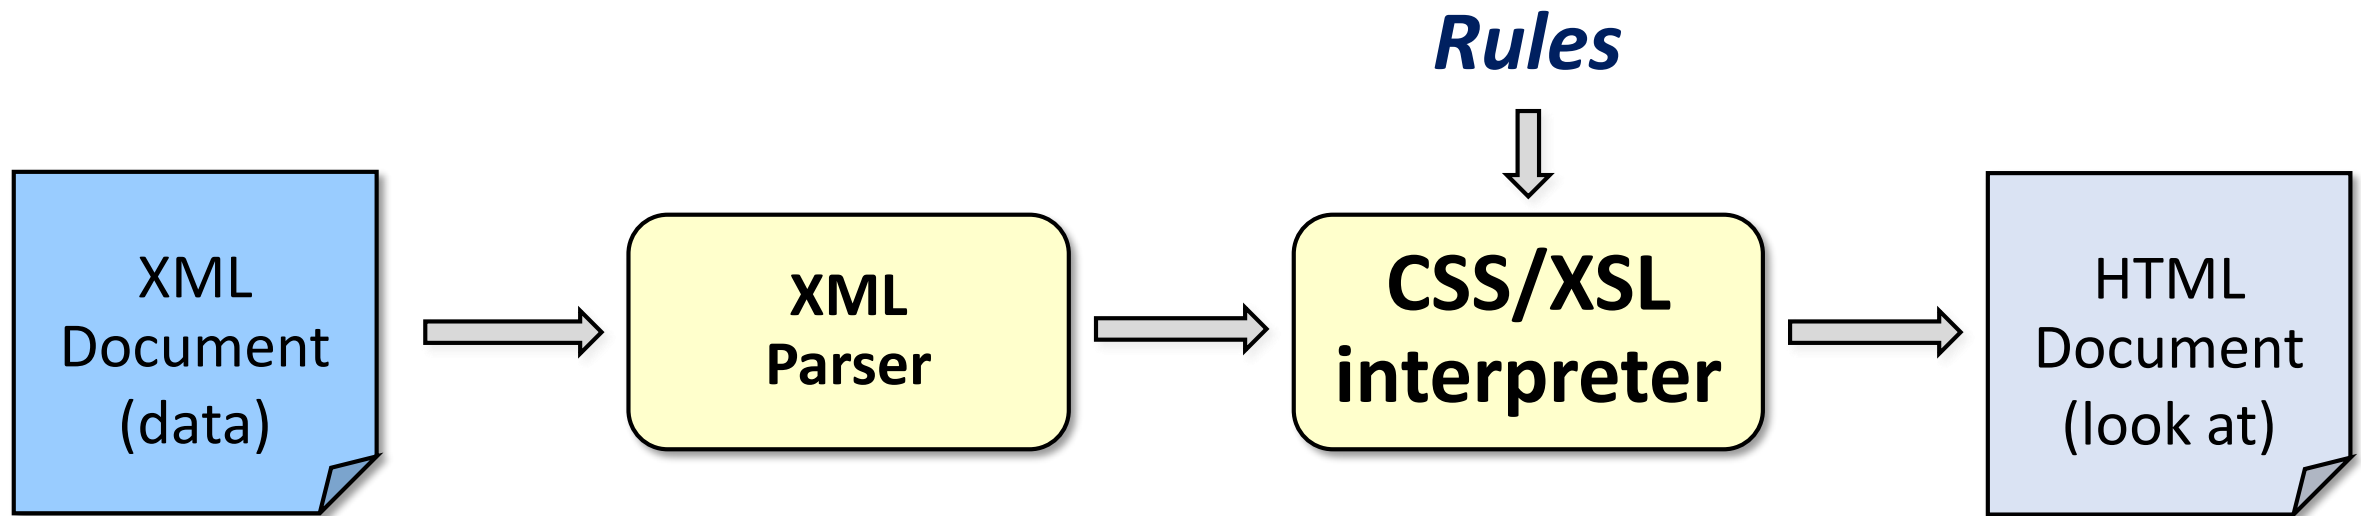 Rules
XML
Document
(data)
XML
Parser
CSS/XSL
interpreter
HTML
Document
(look at)